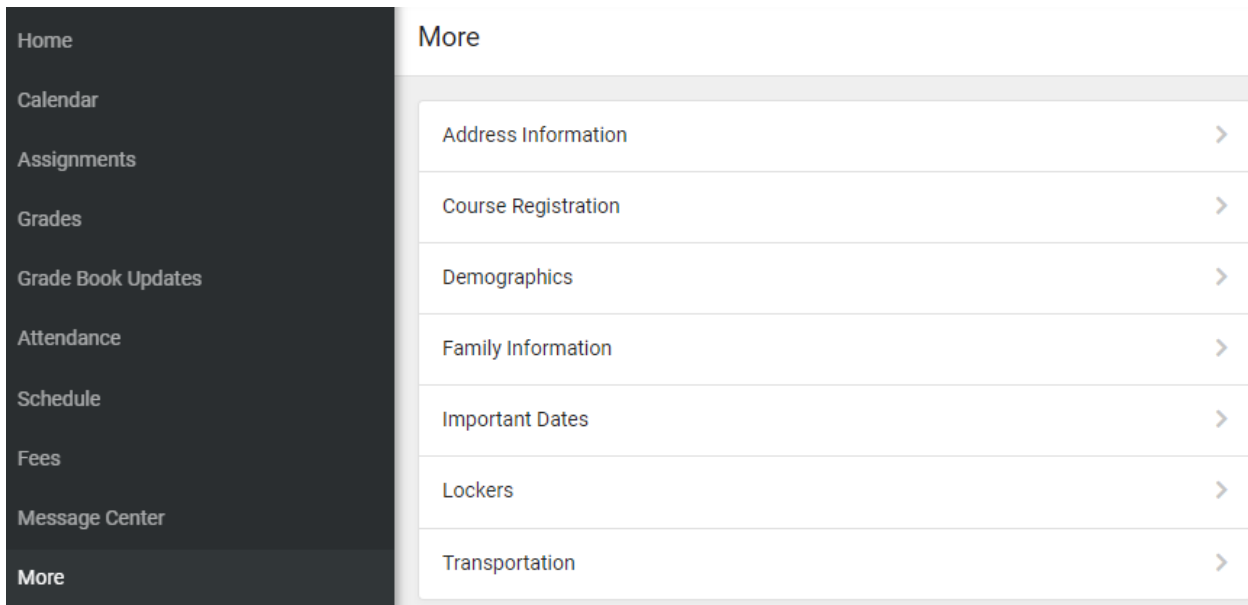 Home
Calendar
Assignments
Grades
Grade Book Updates
Attendance
Schedule
Fees
Message Center
More
More
Address Information
Course Registration
Demographics
Family Information
Important Dates
Lockers
Transportation